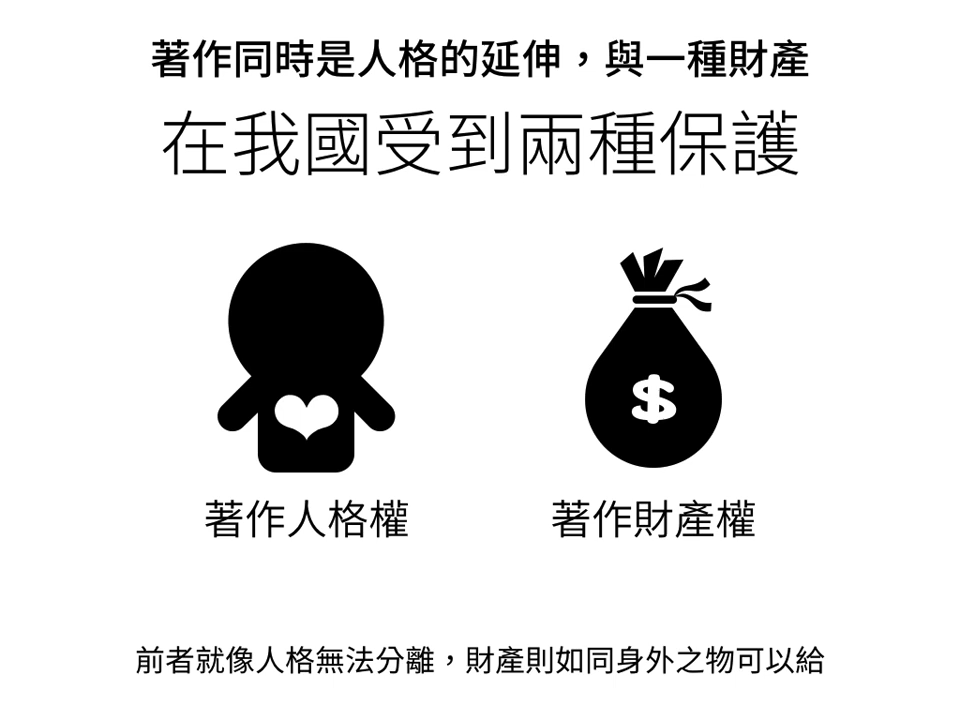 著作同時是人格的延伸，與一種財產
在我國受到兩種保護
$
著作人格權
著作財產權
前者就像人格無法分離，財產則如同身外之物可以給